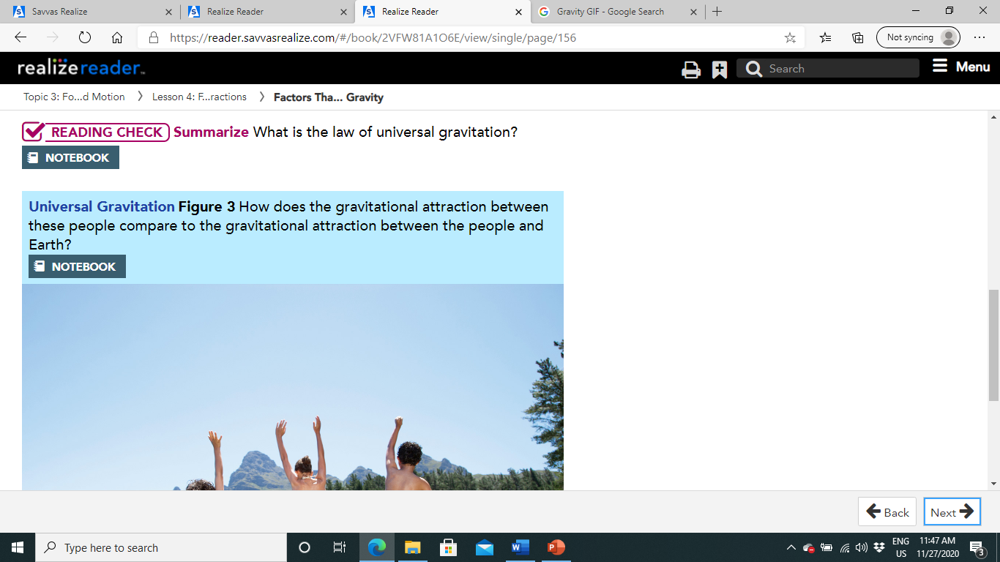 Savvas Realize
Realize Reader
Realize Reader
Gravity GIF - Google Search
https://reader.savvasrealize.com/#/book/2VFW81A1O6E/view/single/page/156
Not syncing
realize reader™
Search
Menu
Topic 3: Fo...d Motion
Lesson 4: F...ractions
Factors Tha... Gravity
READING CHECK Summarize What is the law of universal gravitation?
NOTEBOOK
Universal Gravitation Figure 3 How does the gravitational attraction between
these people compare to the gravitational attraction between the people and
Earth?
NOTEBOOK
Back
Next
Type here to search
ENG
US
11:47 AM
11/27/2020
3